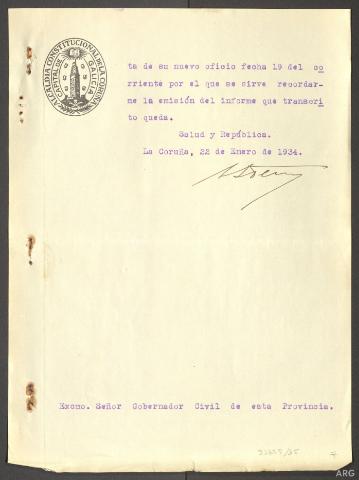 ALCALDIA CONSTITUCIONAL DE LA CORUÑA
CAPITAL DE GALICIA
ta de su nuevo oficio fecha 19 del co
rriente por el que se sirve recordar-
me la emisión del informe que transcri
to queda.
Salud y República.
La Coruña, 22 de Enero de 1934.
Excmo. Señor Gobernador Civil de esta Provincia.
ARG